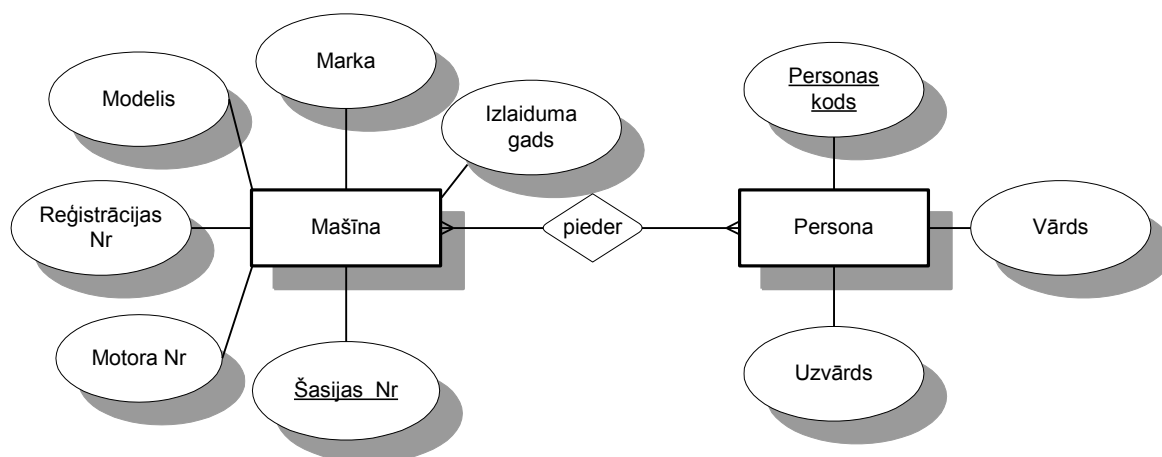 Marka
Modelis
Personas
kods
Izlaiduma
gads
Reģistrācijas
Nr
Mašīna
pieder
Persona
Vārds
Motora Nr
Šasijas Nr
Uzvārds